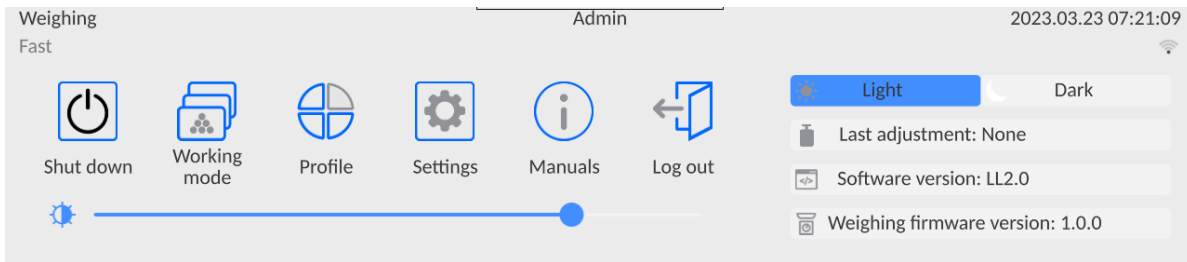 Weighing
Admin
2023.03.23 07:21:09
Fast
Shut down
Working
mode
Profile
Settings
Manuals
Log out
Light
Dark
Last adjustment: None
Software version: LL2.0
Weighing firmware version: 1.0.0